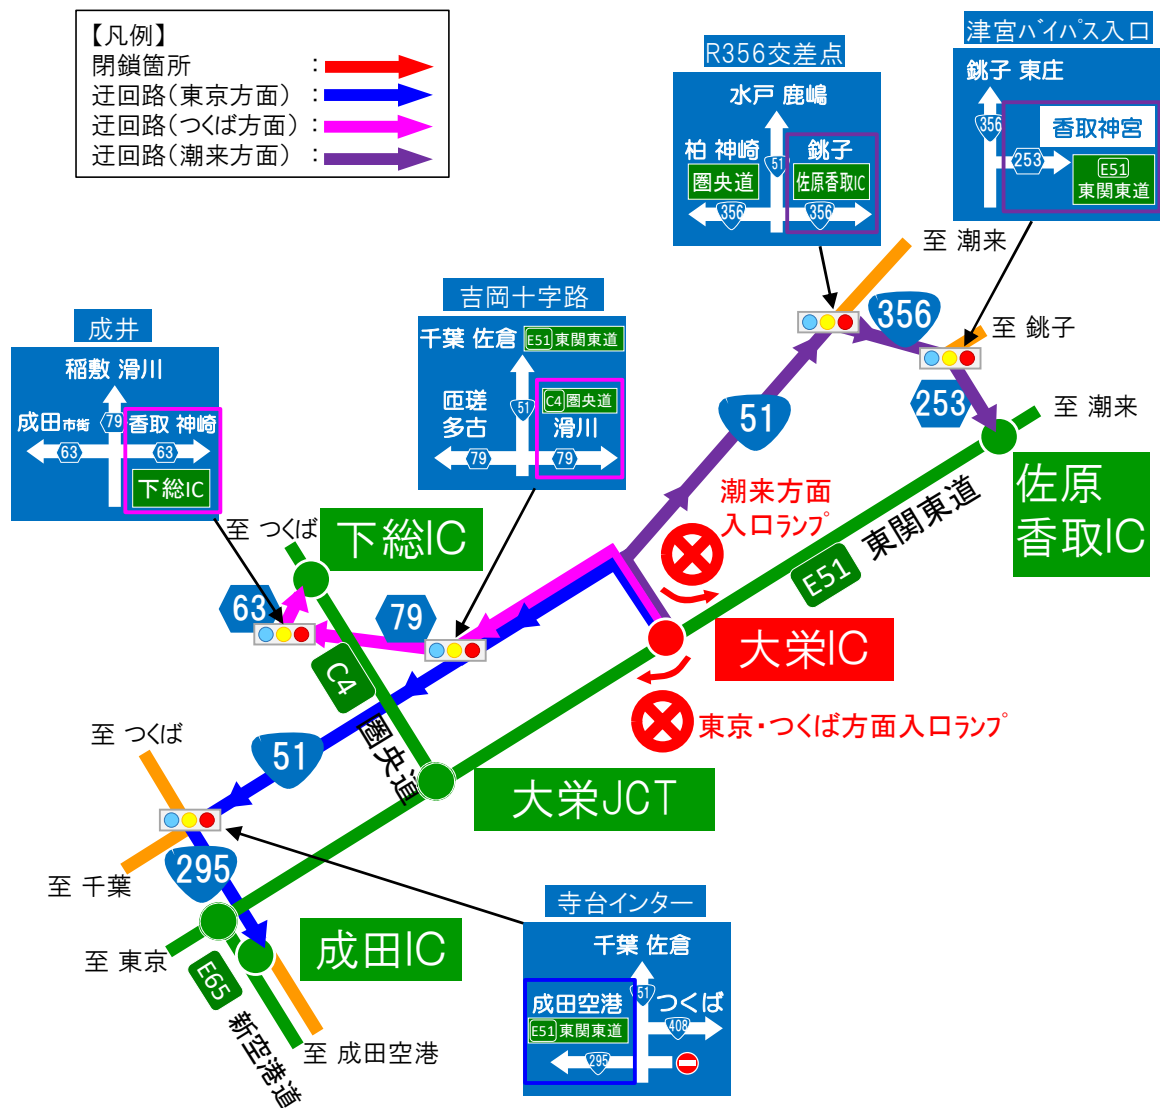 【凡例】
閉鎖箇所 :
迂回路(東京方面) :
迂回路(つくば方面) :
迂回路(潮来方面) :
R356交差点
水戸 鹿嶋
柏 神崎
圏央道
51
銚子
佐原香取IC
356
356
津宮バイパス入口
銚子 東庄
356
香取神宮
253
E51
東関東道
至 潮来
356
至 銚子
253
至 潮来
51
佐原
香取IC
成井
稲敷 滑川
成田市街
79
香取 神崎
63
63
下総IC
吉岡十字路
千葉 佐倉
E51 東関東道
匝瑳
多古
51
C4 圏央道
滑川
79
79
至 つくば
下総IC
63
79
C4
圏央道
潮来方面
入口ランプ
E51
東関東道
大栄IC
東京・つくば方面入口ランプ
大栄JCT
至 つくば
51
295
至 千葉
至 東京
成田IC
E65
新空港道
至 成田空港
寺台インター
千葉 佐倉
成田空港
51
つくば
E51 東関東道
408
295